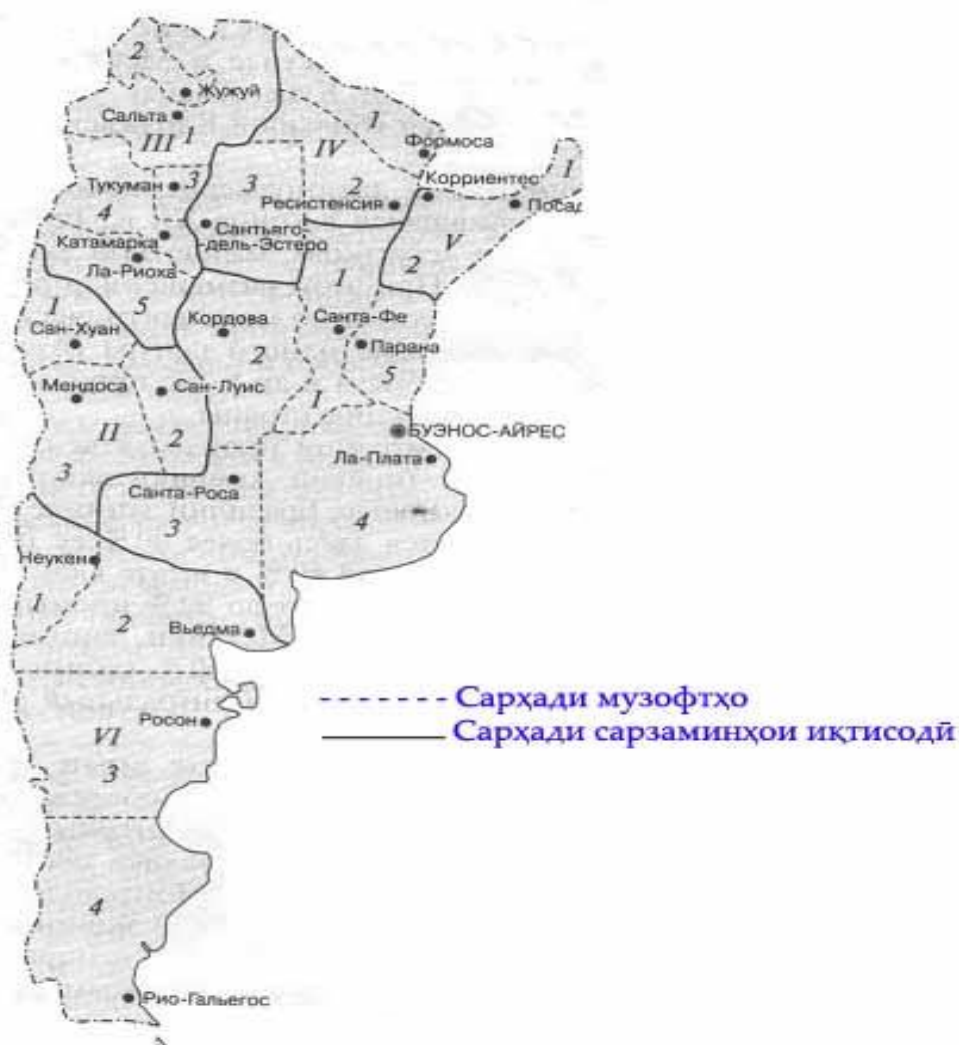 2
Жужуй
Сальта
1
III 1
IV
Формоса
1
Тукуман
3
3
2
Корриентес
Ресистенсия
Посад
4
Сантьяго-
-дель-Эстеро
V
Катамарка
Ла-Риоха
1
2
1
5
Кордова
Санта-Фе
Сан-Хуан
2
Парана
Мендоса
Сан-Луис
5
I
II
2
БУЭНОС-АЙРЕС
Ла-Плата
3
Санта-Роса
3
4
Неукен
1
2
Вьедма
Сарҳади музофтҳо
Росон
Сарҳади сарзаминҳои иқтисодӣ
VI
3
4
Рио-Гальегос